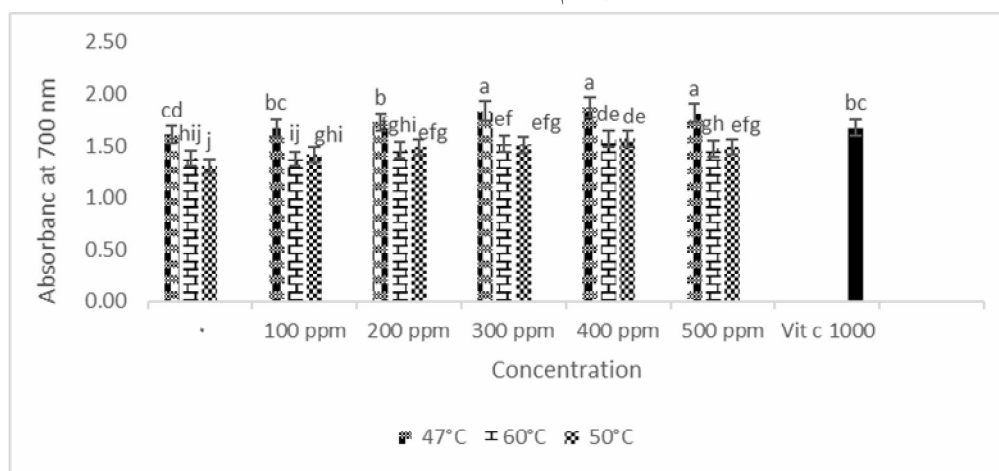 2.50
cd bc b a a a bc
2.00
hij j ij ghi ghi efg ef efg de de gh efg
1.50
1.00
0.50
0.00
Absorbanc at 700 nm
. 100 ppm 200 ppm 300 ppm 400 ppm 500 ppm Vit c 1000
Concentration
47°C 60°C 50°C